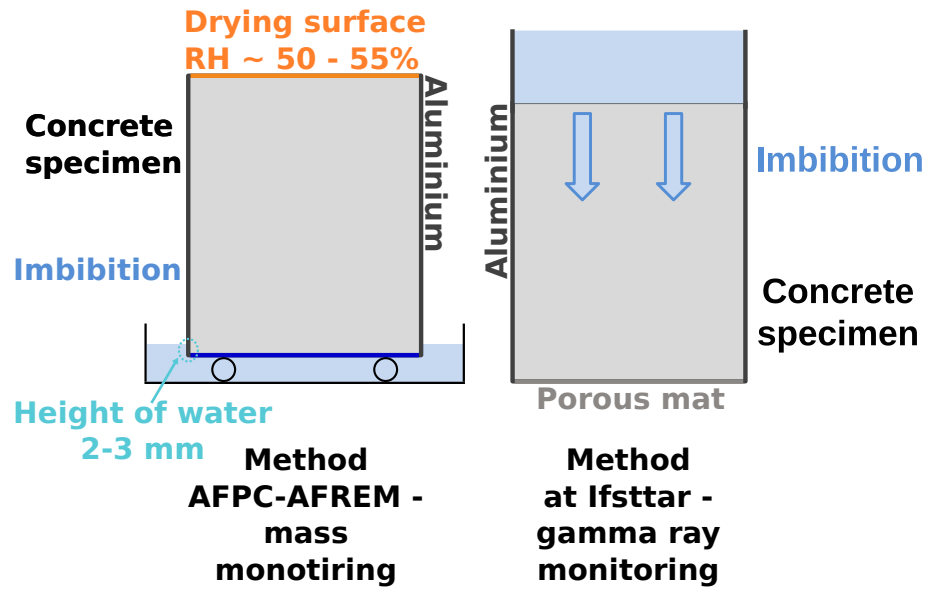 Drying surface
RH ~ 50 - 55%
Concrete
specimen
Aluminium
Imbibition
Height of water
2-3 mm
Method
AFPC-AFREM -
mass
monotiring
Aluminium
Imbibition
Concrete
specimen
Porous mat
Method
at Ifsttar -
gamma ray
monitoring